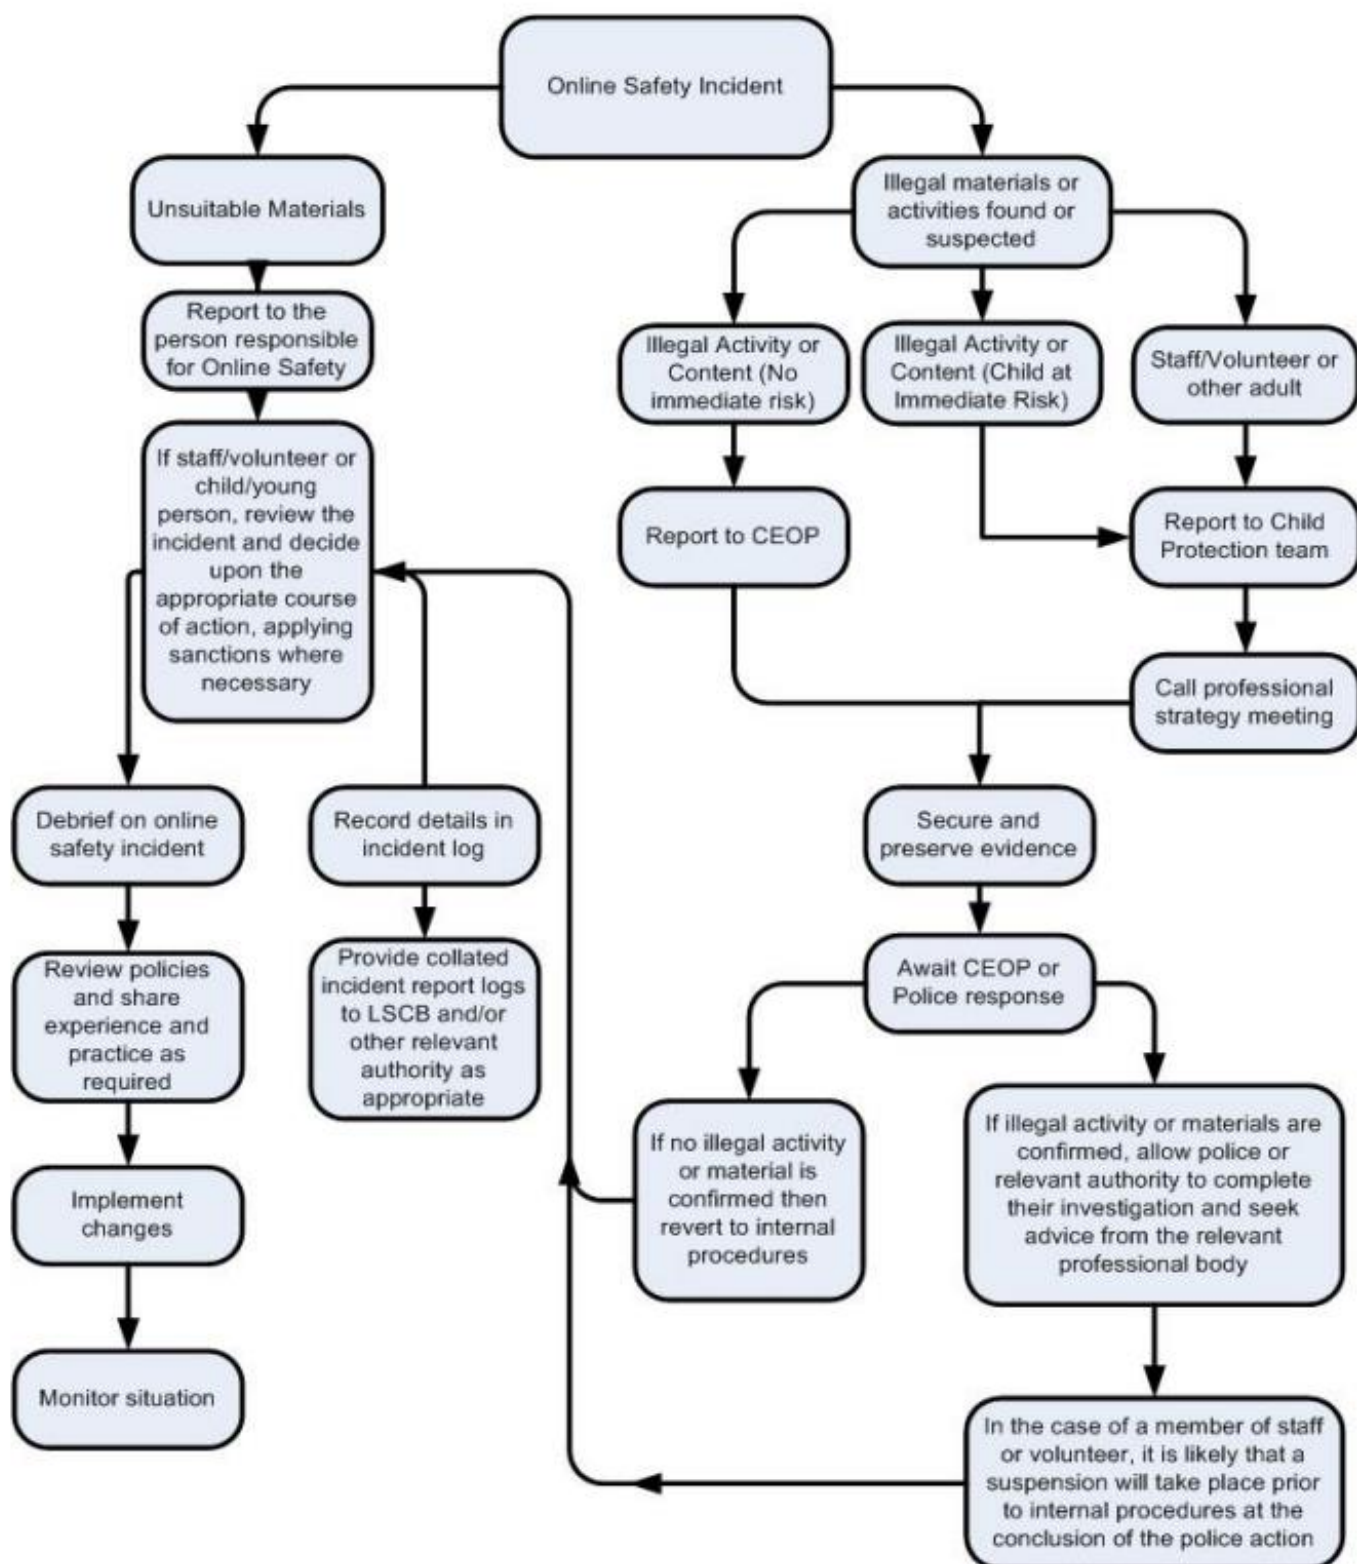 Online Safety Incident
Unsuitable Materials
Report to the
person responsible
for Online Safety
If staff/volunteer or
child/young
person, review the
incident and decide
upon the
appropriate course
of action, applying
sanctions where
necessary
Debrief on online
safety incident
Review policies
and share
experience and
practice as
required
Implement
changes
Monitor situation
Record details in
incident log
Provide collated
incident report logs
to LSCB and/or
other relevant
authority as
appropriate
Illegal materials or
activities found or
suspected
Illegal Activity or
Content (No
immediate risk)
Illegal Activity or
Content (Child at
Immediate Risk)
Staff/Volunteer or
other adult
Report to CEOP
Report to Child
Protection team
Call professional
strategy meeting
Secure and
preserve evidence
Await CEOP or
Police response
If no illegal activity
or material is
confirmed then
revert to internal
procedures
If illegal activity or materials are
confirmed, allow police or
relevant authority to complete
their investigation and seek
advice from the relevant
professional body
In the case of a member of staff
or volunteer, it is likely that a
suspension will take place prior
to internal procedures at the
conclusion of the police action